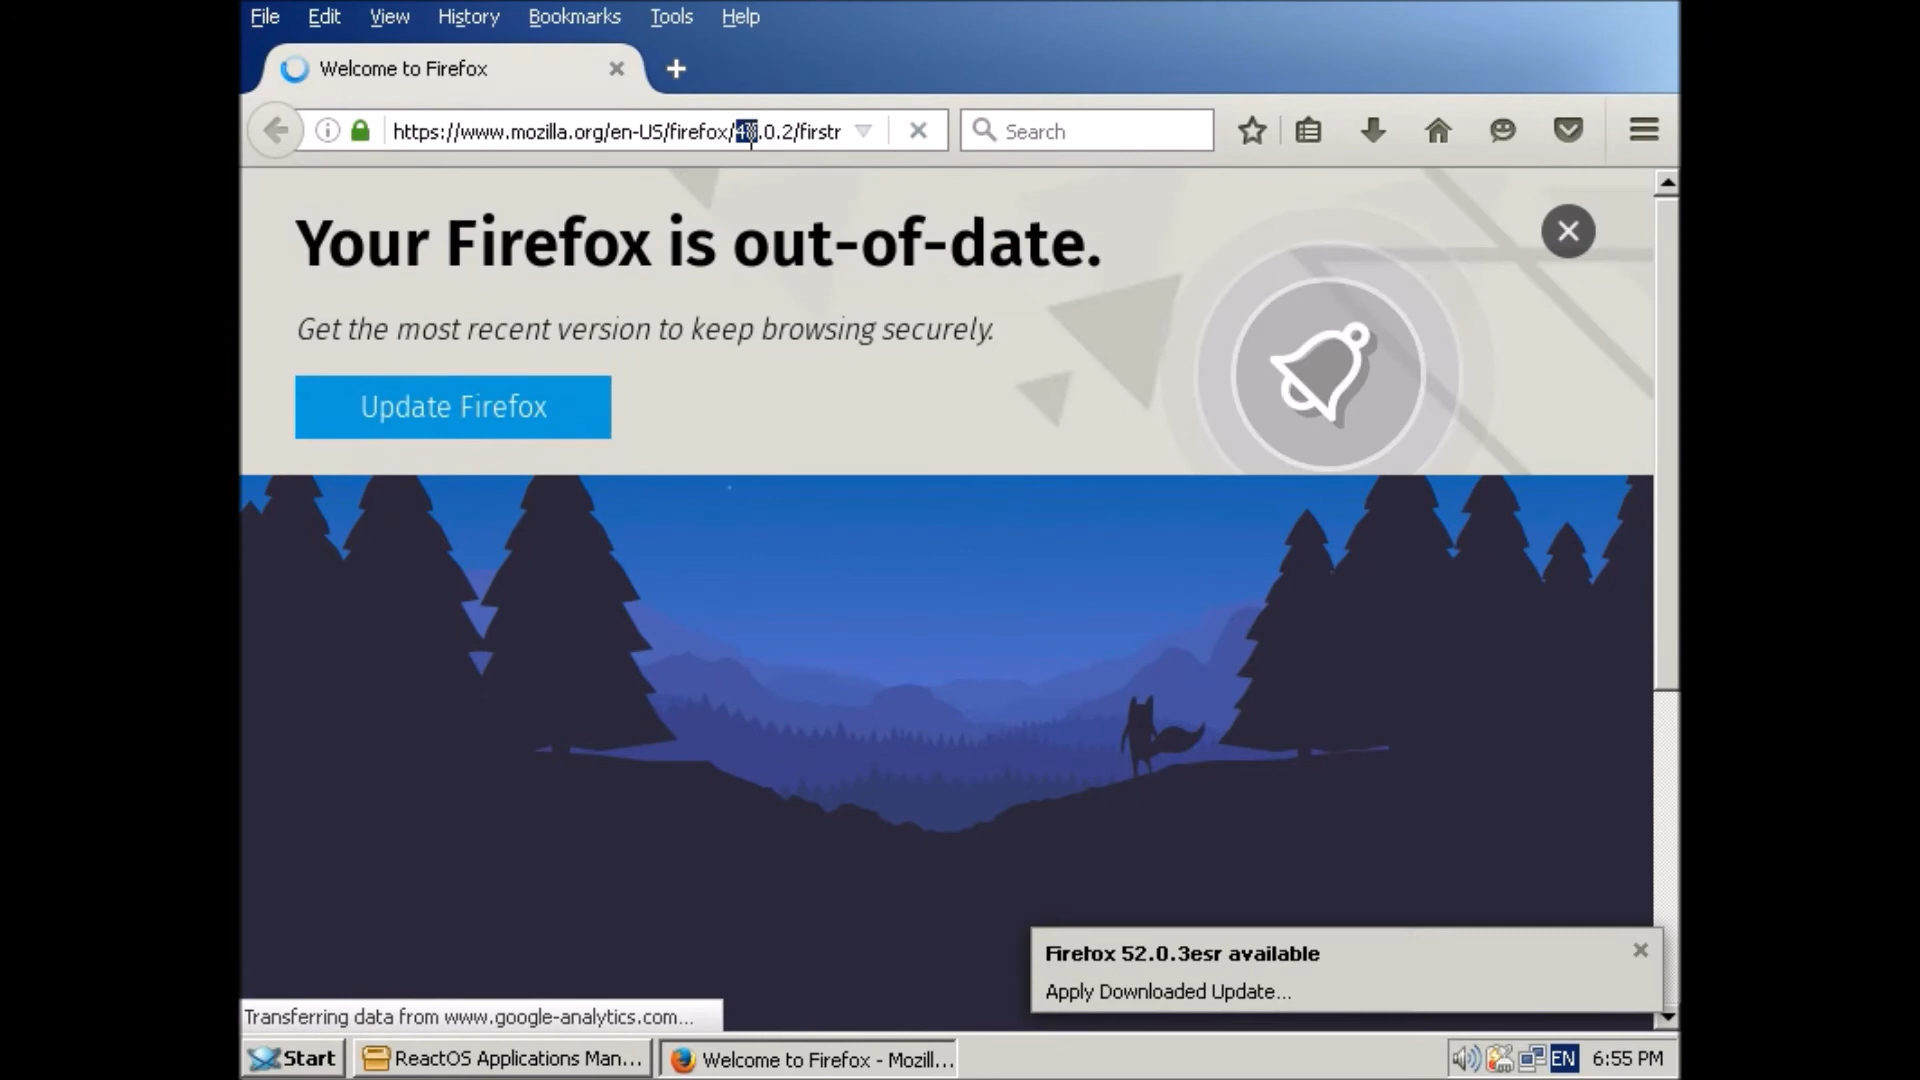 File Edit View History Bookmarks Tools Help
Welcome to Firefox
https://www.mozilla.org/en-US/firefox/48.0.2/firstr
Search
Your Firefox is out-of-date.
Get the most recent version to keep browsing securely.
Update Firefox
Firefox 52.0.3esr available
Apply Downloaded Update...
Transferring data from www.google-analytics.com...
Start ReactOS Applications Man... Welcome to Firefox - Mozill... EN 6:55 PM